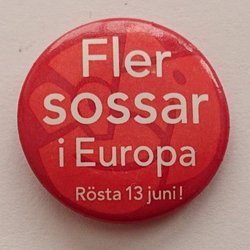 Fler
sossar
i Europa
Rösta 13 juni!